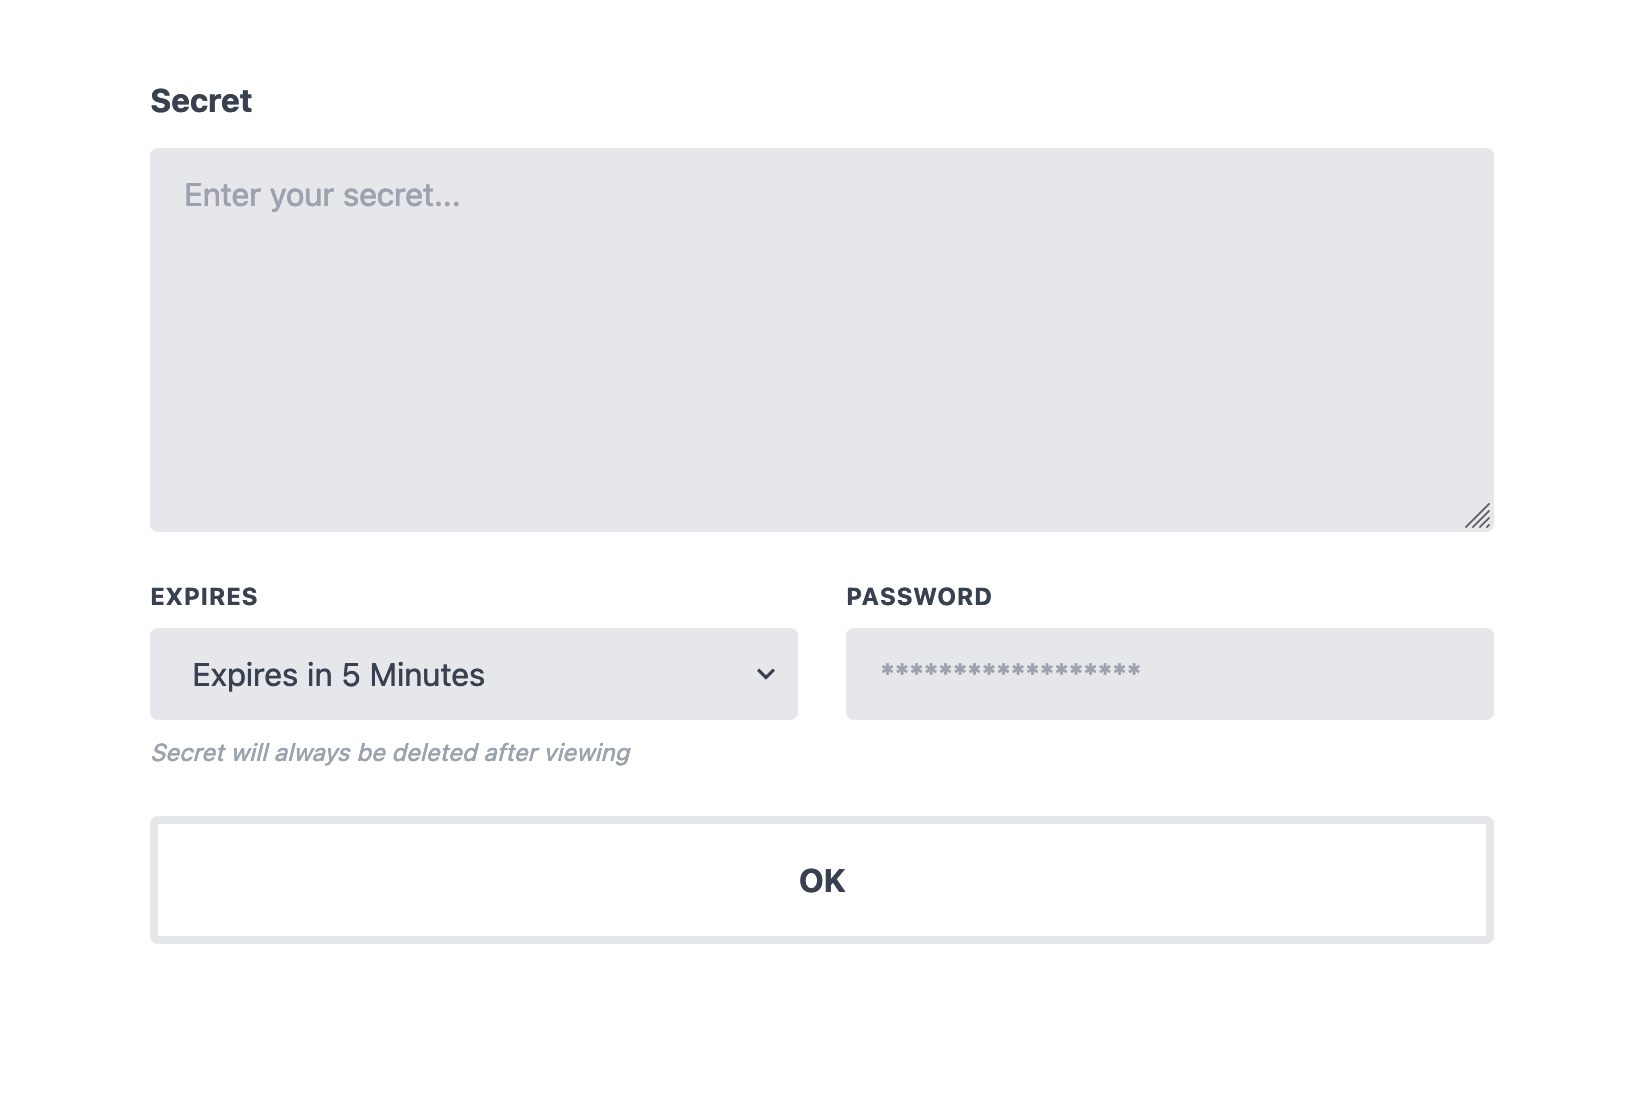 Secret
Enter your secret...
EXPIRES
PASSWORD
Expires in 5 Minutes
******************
Secret will always be deleted after viewing
OK